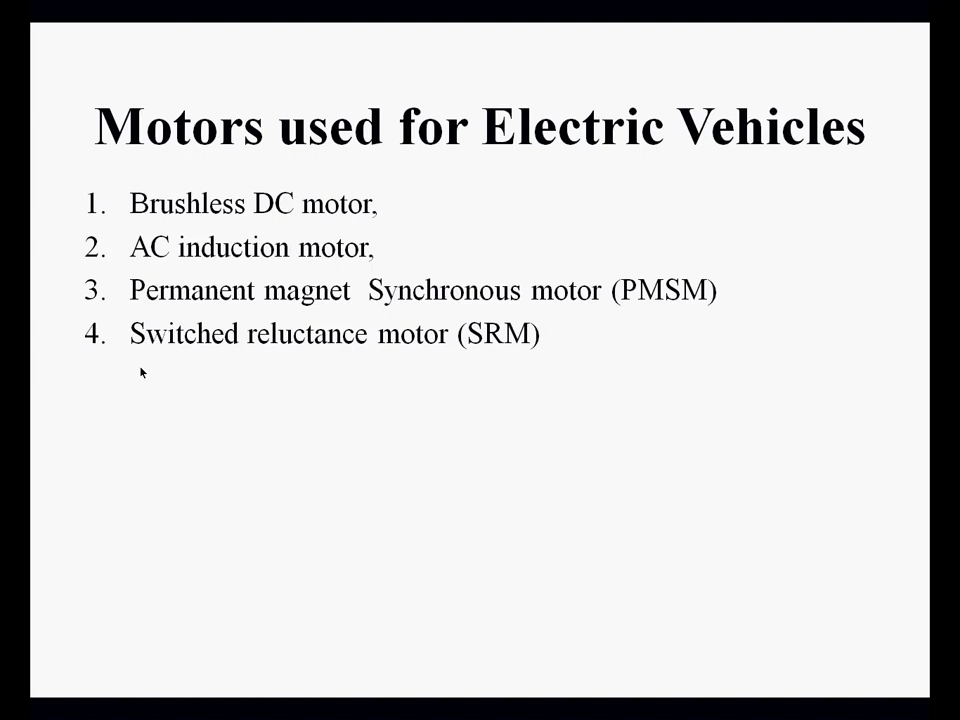 Motors used for Electric Vehicles
1. Brushless DC motor,
2. AC induction motor,
3. Permanent magnet  Synchronous motor (PMSM)
4. Switched reluctance motor (SRM)